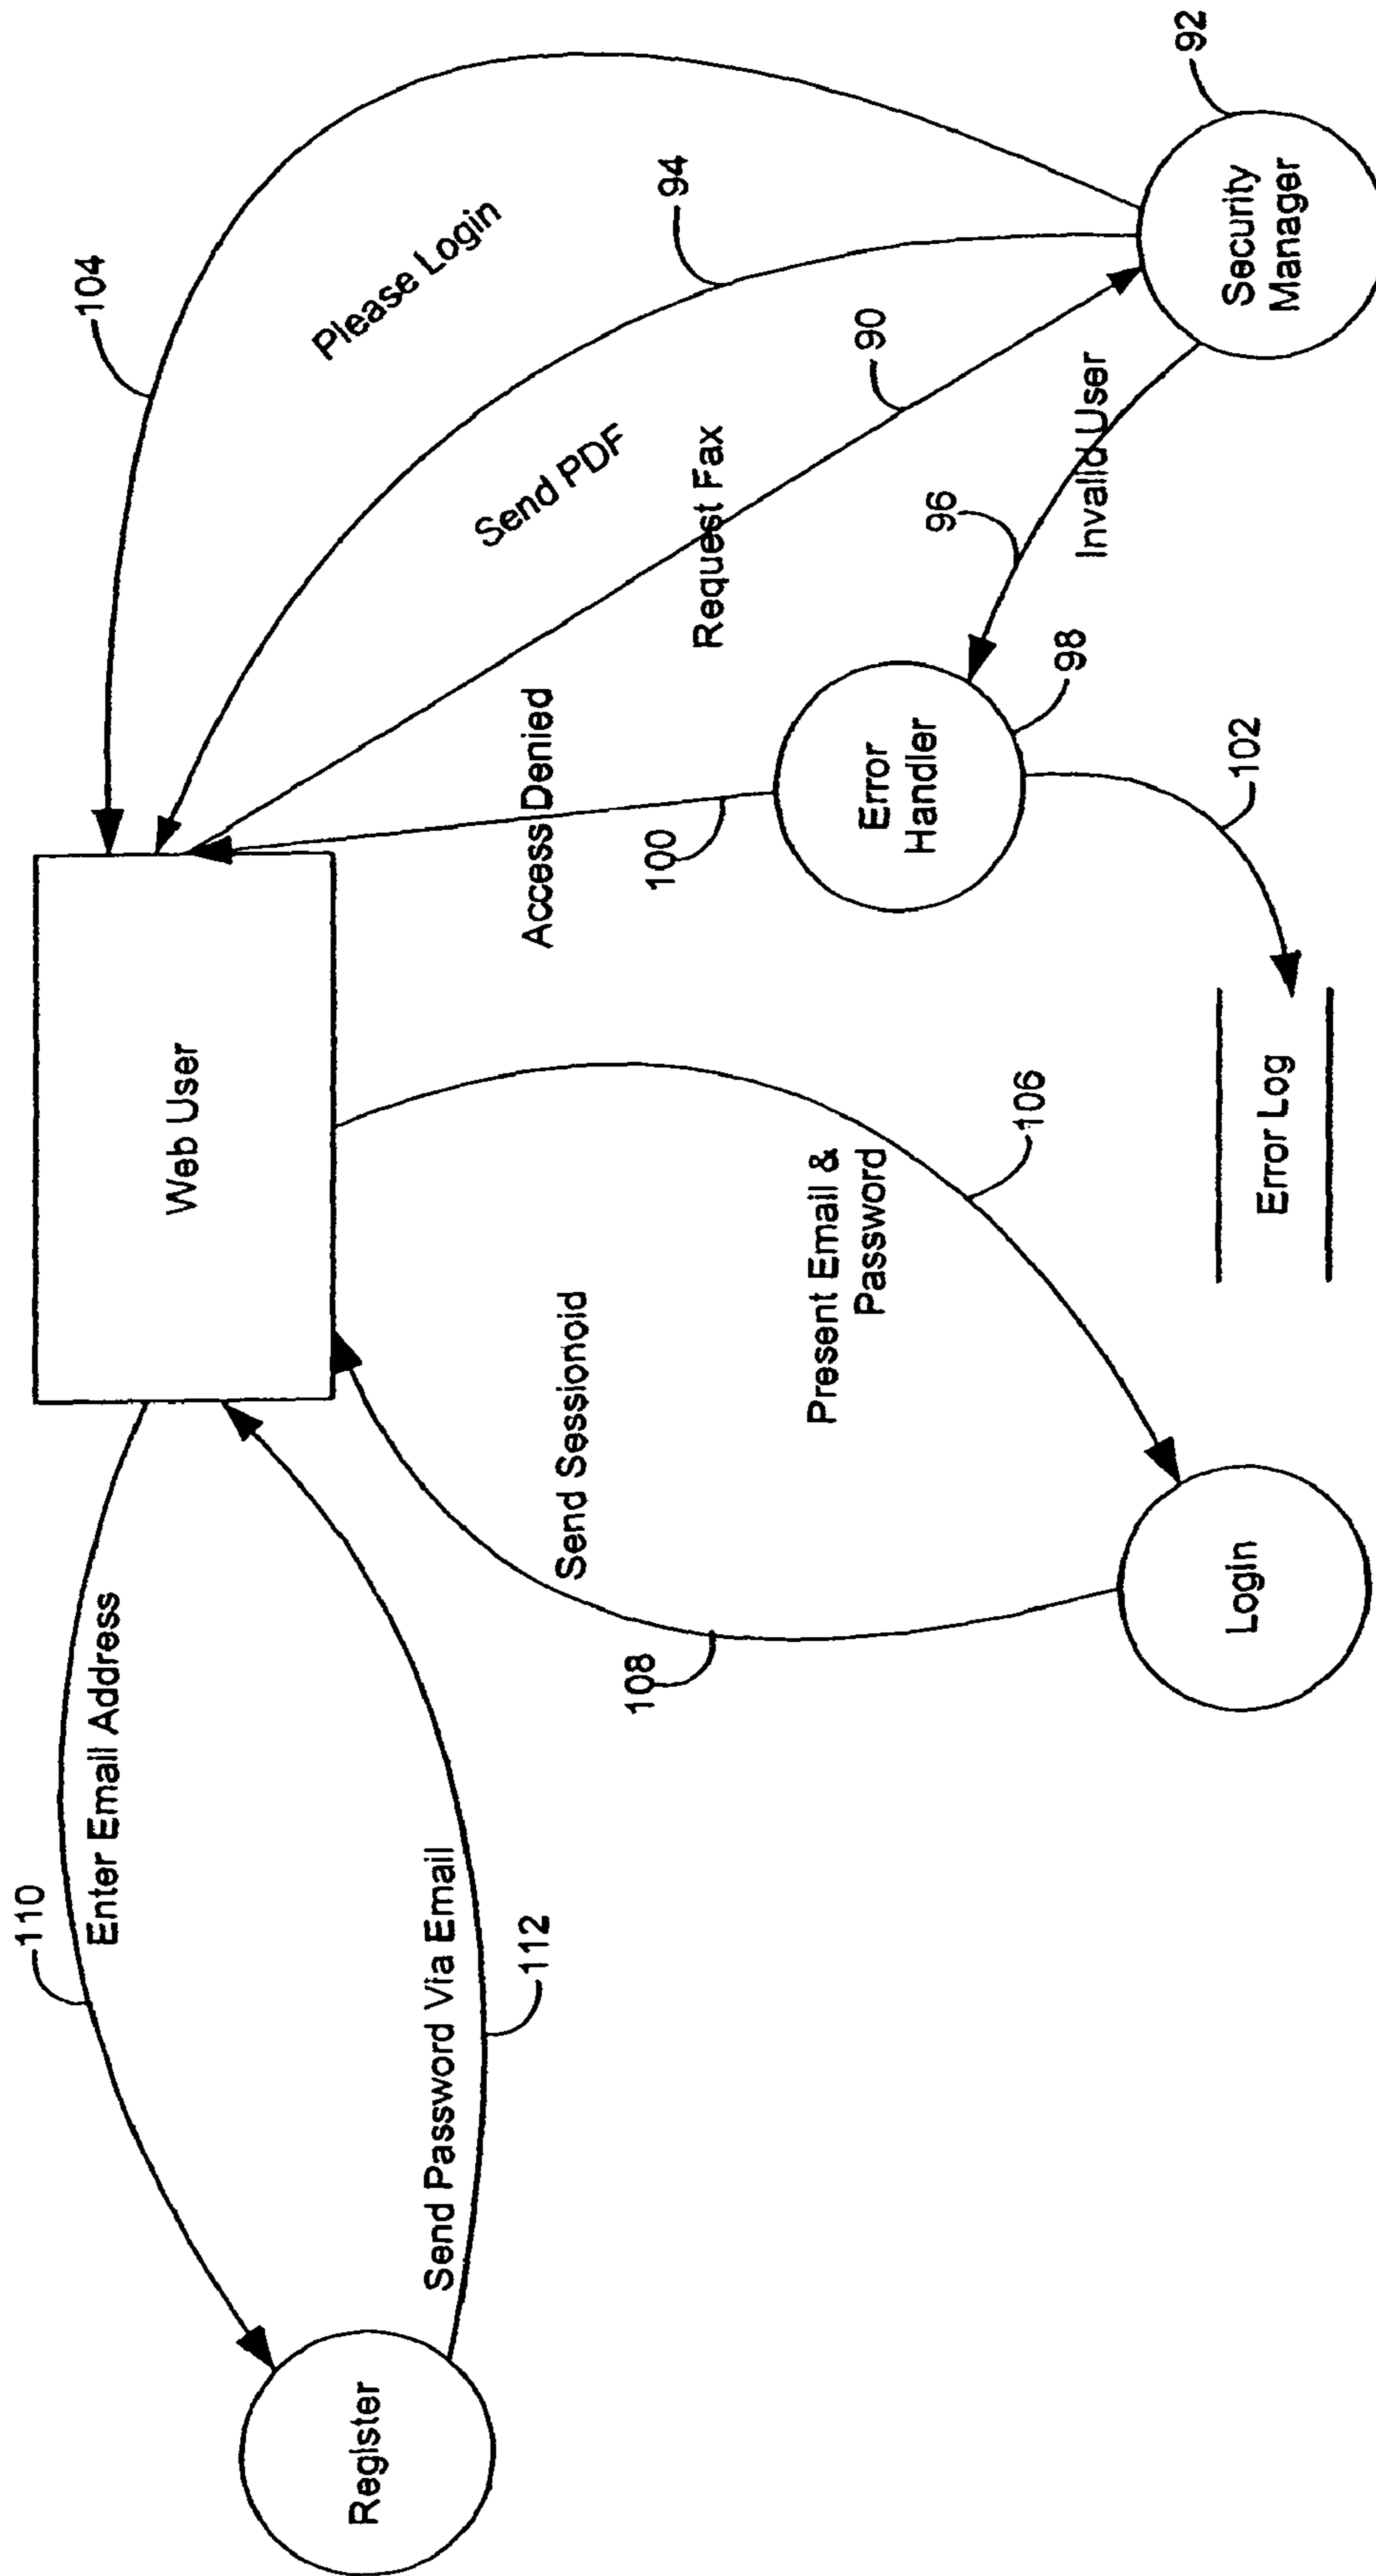 110
Enter Email Address
Web User
104
Please Login
Register
Send Password Via Email
112
Send Sessionoid
108
Access Denied
Send PDF
94
100
Request Fax
90
Present Email &
Password
106
Error
Handler
96
98
Invalid User
Login
Error Log
102
Security
Manager
92